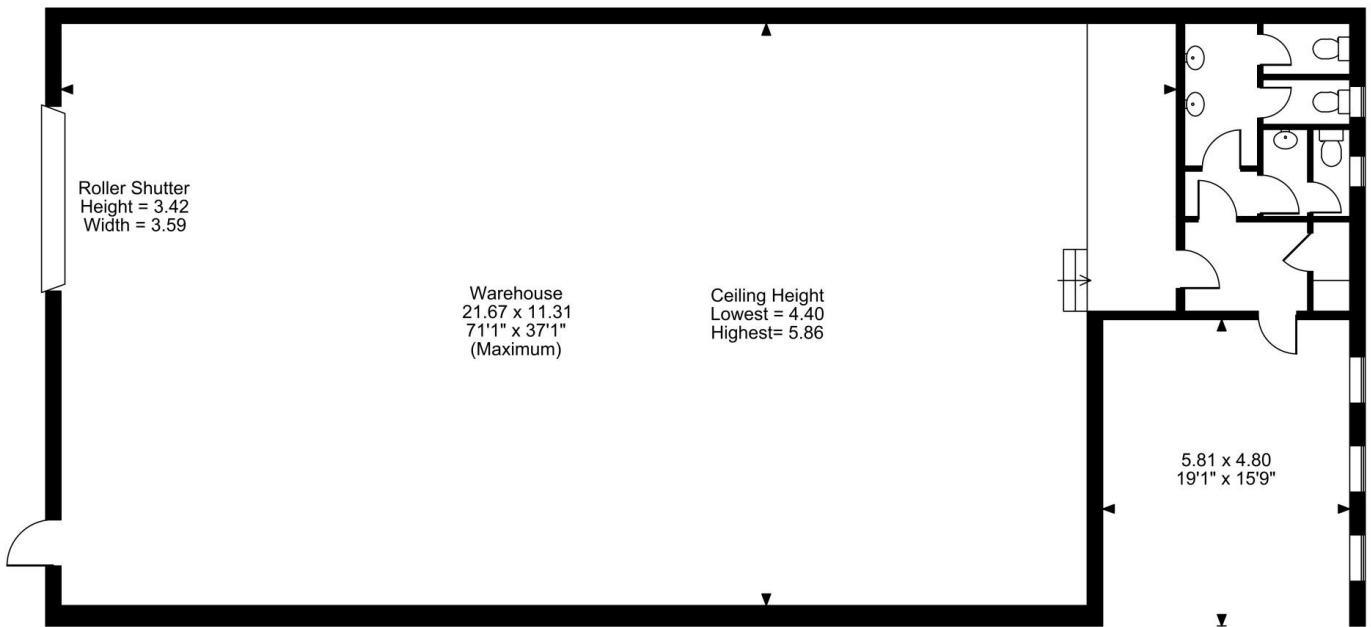 Roller Shutter
Height = 3.42
Width = 3.59
Warehouse
21.67 x 11.31
71'1" x 37'1"
(Maximum)
Ceiling Height
Lowest = 4.40
Highest= 5.86
5.81 x 4.80
19'1" x 15'9"